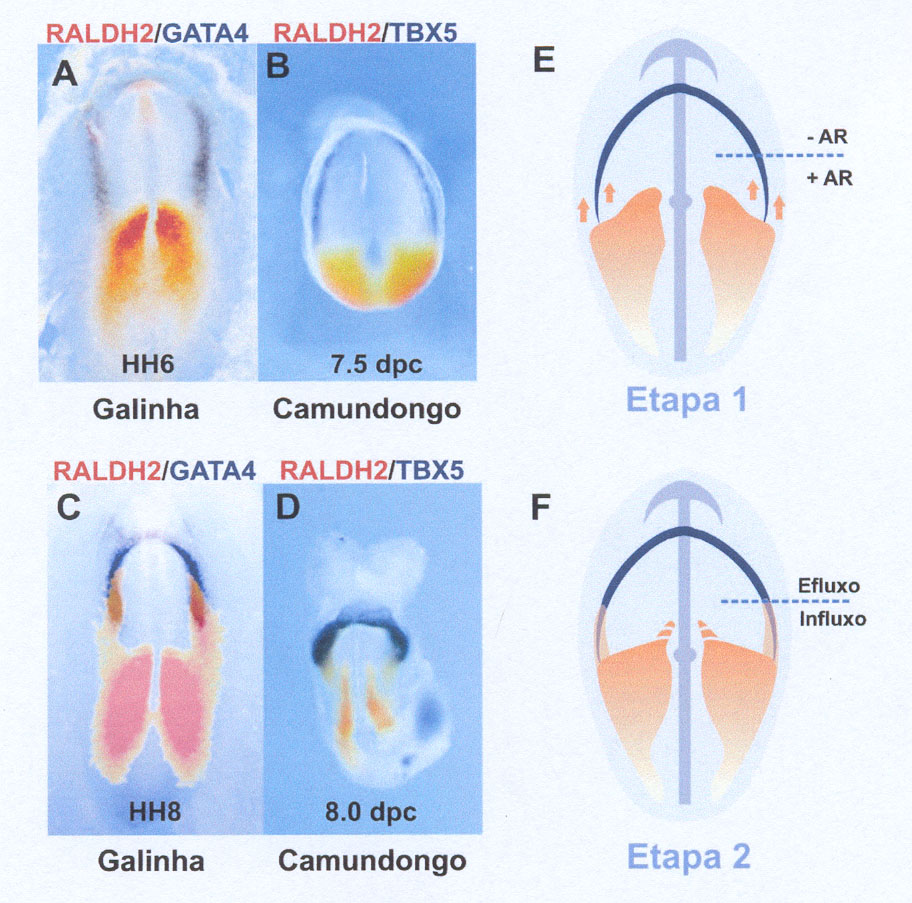 RALDH2/GATA4
RALDH2/TBX5
A
B
HH6
7.5 dpc
Galinha
Camundongo
E
- AR
+ AR
Etapa 1
RALDH2/GATA4
RALDH2/TBX5
C
D
HH8
8.0 dpc
Galinha
Camundongo
F
Efluxo
Influxo
Etapa 2